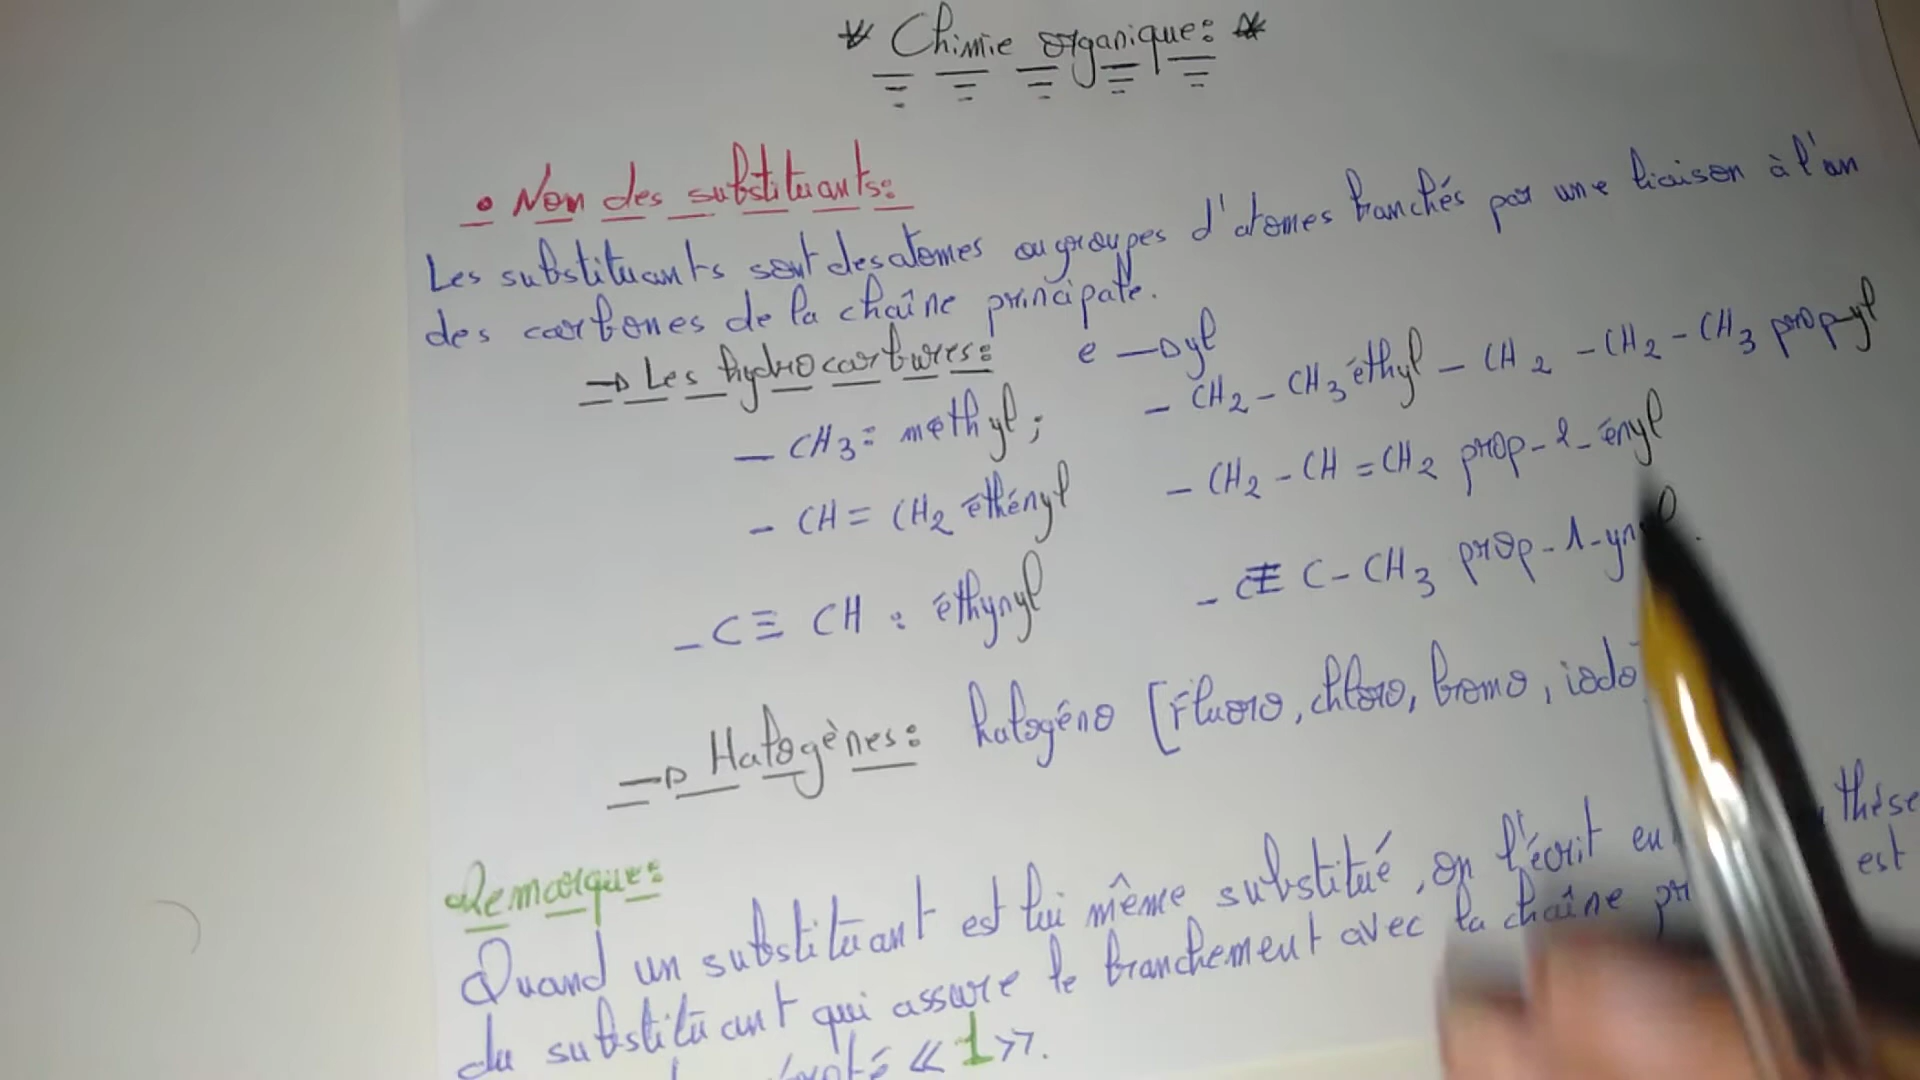 * Chimie organique: *
• Nom des substituants:
Les substituants sont des atomes ou groupes d'atomes branchés par une liaison à l'un
des carbones de la chaîne principale.
→ Les hydrocarbures: e → yl
- CH3: méthyl; - CH2 - CH3 éthyl - CH2 - CH2 - CH3 propyl
- CH = CH2 éthényl - CH2 - CH = CH2 prop-2-ényl
- C ≡ CH : éthynyl - C ≡ C - CH3 prop-1-yn
→ Halogènes: halogéno [Fluoro, chloro, bromo, iodo
Remarque:
Quand un substituant est lui même substitué, on l'écrit en thèse
du substituant qui assure le branchement avec la chaîne pr est
« 1 ».